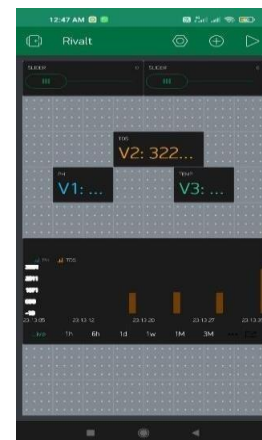 12:47 AM
Rivalt
SLIDER SLIDER
TDS
V2: 322...
PH TEMP
V1: ... V3: ...
PH TDS
23:13:05 23:13:12 23:13:20 23:13:27
Live 1h 6h 1d 1w 1M 3M